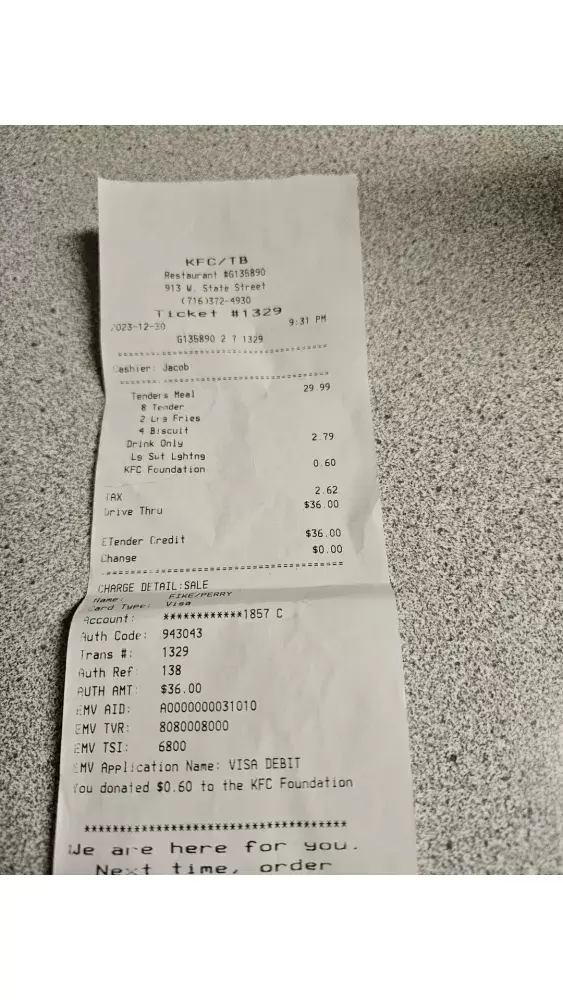 KFC/TB
Restaurant #G135890
913 W. State Street
(716)372-4930
Ticket #1329
2023-12-30 9:31 PM
G135890 2 7 1329
Cashier: Jacob
Tenders Meal 29.99
8 Tender
2 Lrg Fries
4 Biscuit
Drink Only 2.79
Lg Swt Lghtng
KFC Foundation 0.60
TAX 2.62
Drive Thru $36.00
ETender Credit $36.00
Change $0.00
CHARGE DETAIL:SALE
Name: FIKE/PERRY
Card Type: Visa
Account: ************1857 C
Auth Code: 943043
Trans #: 1329
Auth Ref: 138
AUTH AMT: $36.00
EMV AID: A0000000031010
EMV TVR: 8080008000
EMV TSI: 6800
EMV Application Name: VISA DEBIT
You donated $0.60 to the KFC Foundation
***********************************
We are here for you.
Next time, order